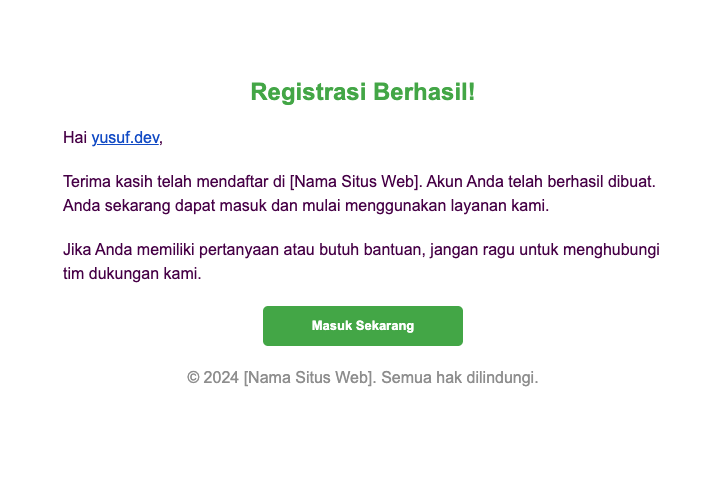 Registrasi Berhasil!
Hai yusuf.dev,
Terima kasih telah mendaftar di [Nama Situs Web]. Akun Anda telah berhasil dibuat.
Anda sekarang dapat masuk dan mulai menggunakan layanan kami.
Jika Anda memiliki pertanyaan atau butuh bantuan, jangan ragu untuk menghubungi
tim dukungan kami.
Masuk Sekarang
© 2024 [Nama Situs Web]. Semua hak dilindungi.